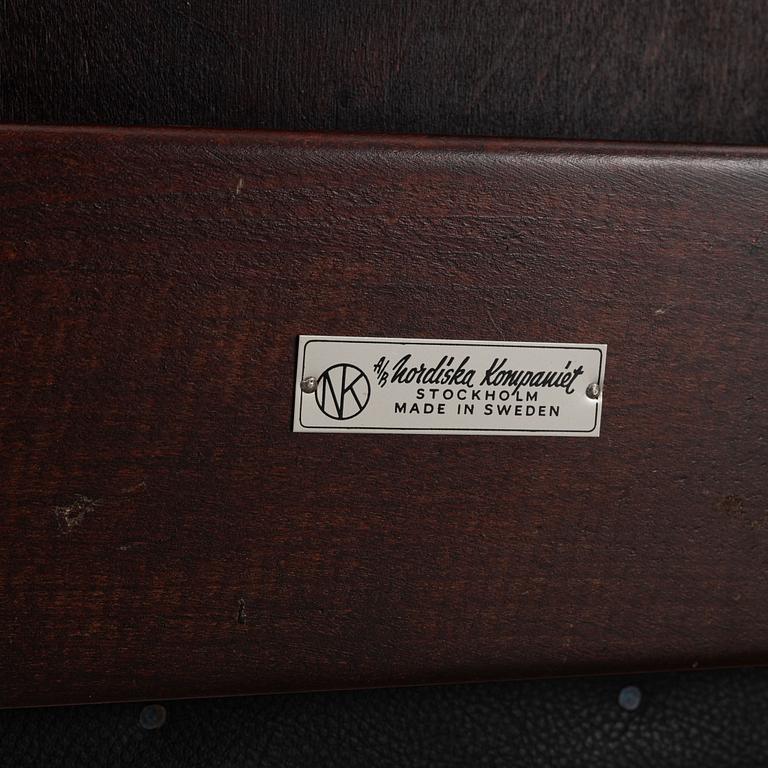 NK
A/B Nordiska Kompaniet
STOCKHOLM
MADE IN SWEDEN